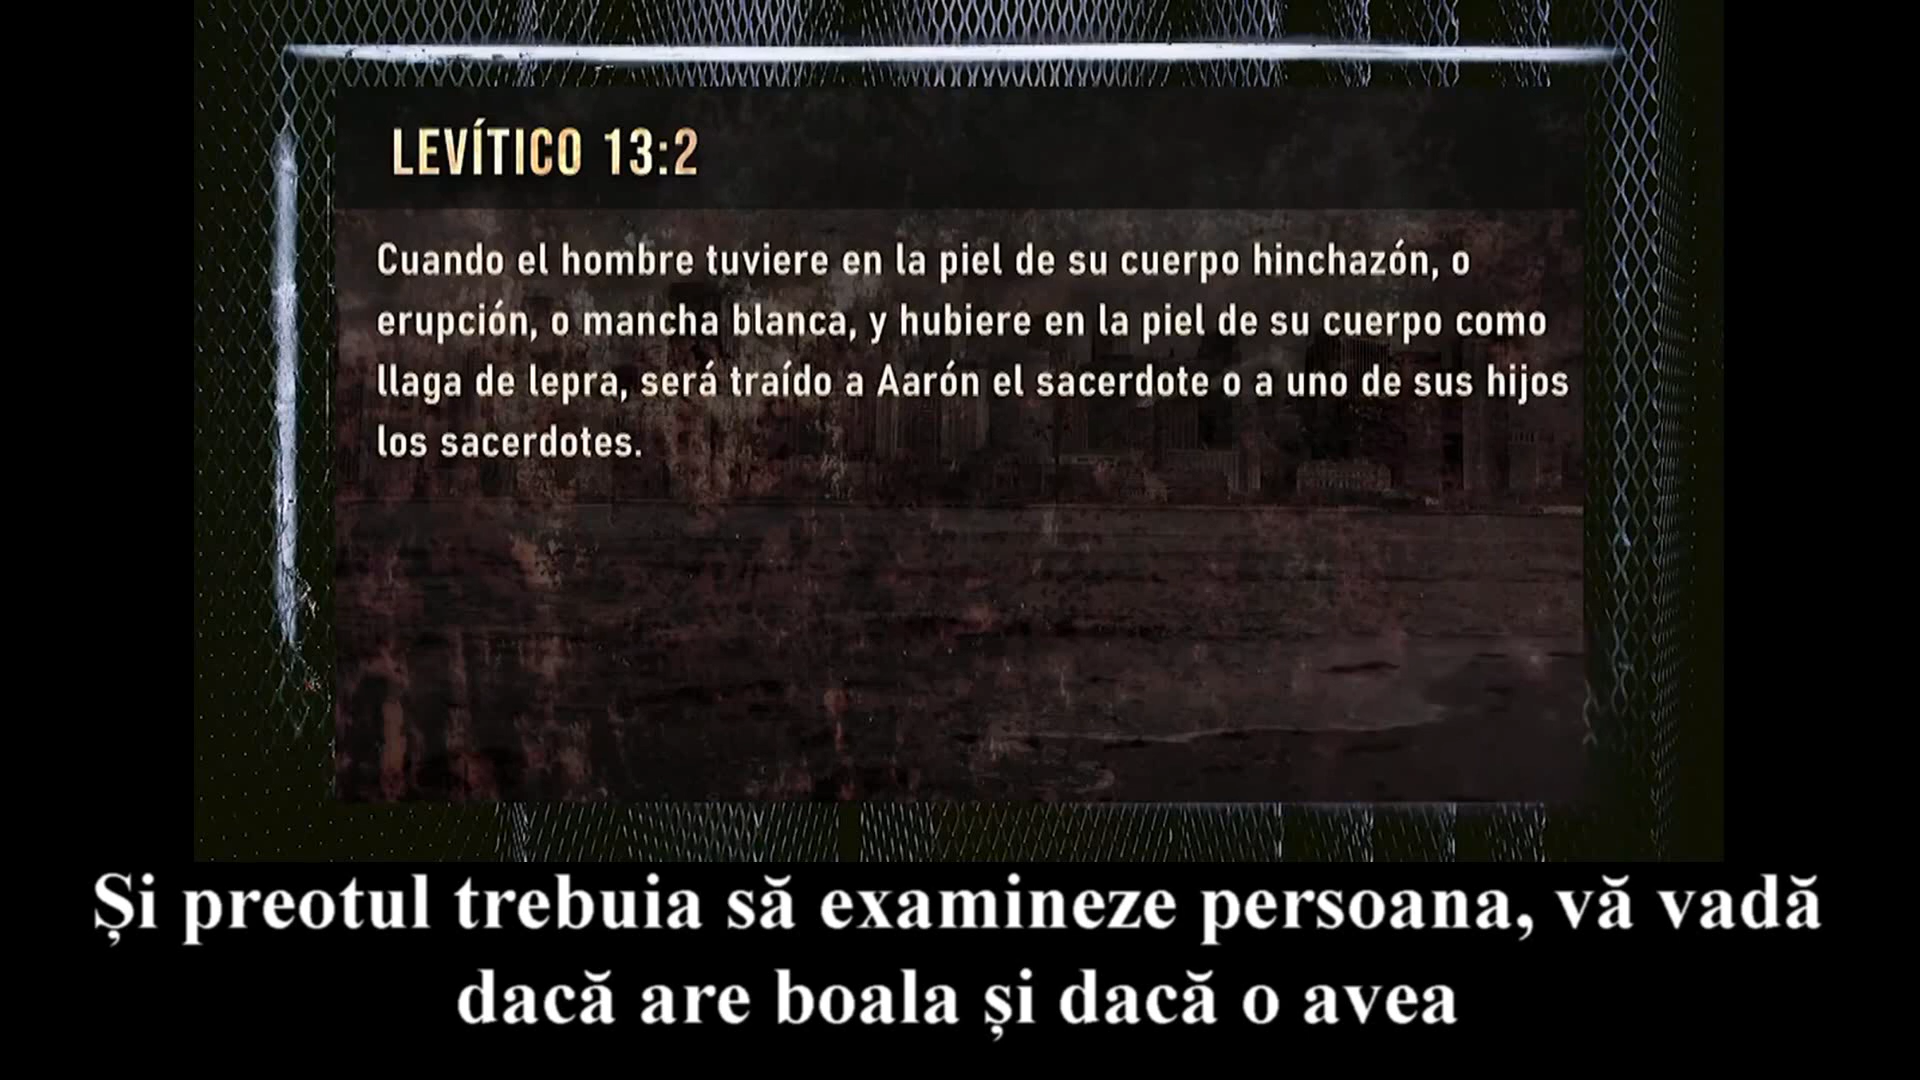 LEVÍTICO 13:2
Cuando el hombre tuviere en la piel de su cuerpo hinchazón, o
erupción, o mancha blanca, y hubiere en la piel de su cuerpo como
llaga de lepra, será traído a Aarón el sacerdote o a uno de sus hijos
los sacerdotes.
Și preotul trebuia să examineze persoana, vă vadă
dacă are boala și dacă o avea